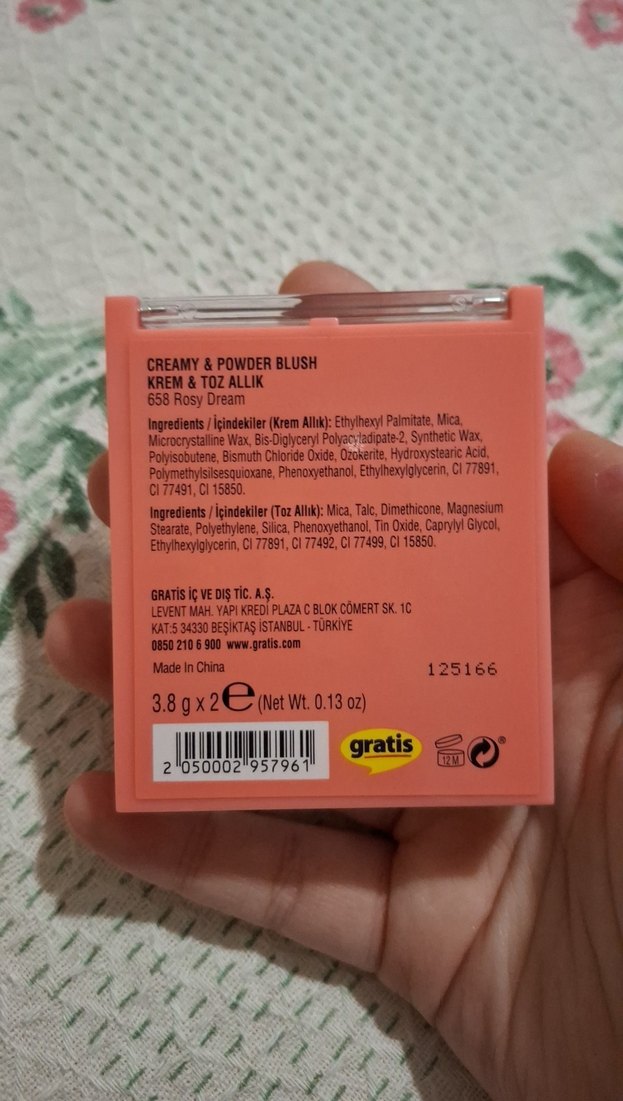 CREAMY & POWDER BLUSH
KREM & TOZ ALLIK
658 Rosy Dream
Ingredients / İçindekiler (Krem Allık): Ethylhexyl Palmitate, Mica,
Microcrystalline Wax, Bis-Diglyceryl Polyacyladipate-2, Synthetic Wax,
Polyisobutene, Bismuth Chloride Oxide, Ozokerite, Hydroxystearic Acid,
Polymethylsilsesquioxane, Phenoxyethanol, Ethylhexylglycerin, CI 77891,
CI 77491, CI 15850.
Ingredients / İçindekiler (Toz Allık): Mica, Talc, Dimethicone, Magnesium
Stearate, Polyethylene, Silica, Phenoxyethanol, Tin Oxide, Caprylyl Glycol,
Ethylhexylglycerin, CI 77891, CI 77492, CI 77499, CI 15850.
GRATİS İÇ VE DIŞ TİC. A.Ş.
LEVENT MAH. YAPI KREDİ PLAZA C BLOK CÖMERT SK. 1C
KAT:5 34330 BEŞİKTAŞ İSTANBUL - TÜRKİYE
0850 210 6 900 www.gratis.com
Made In China
125166
3.8 g x 2 e (Net Wt. 0.13 oz)
2 050002 957961
gratis
12 M
®